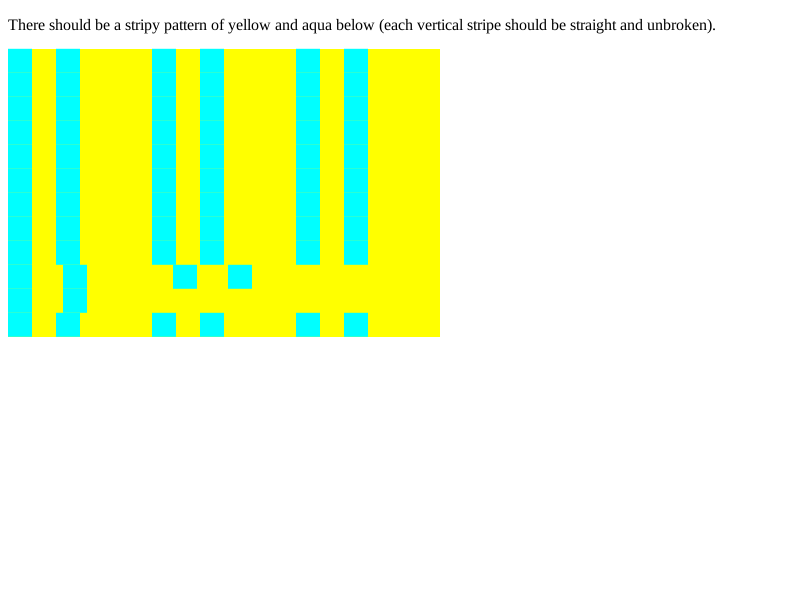 There should be a stripy pattern of yellow and aqua below (each vertical stripe should be straight and unbroken).